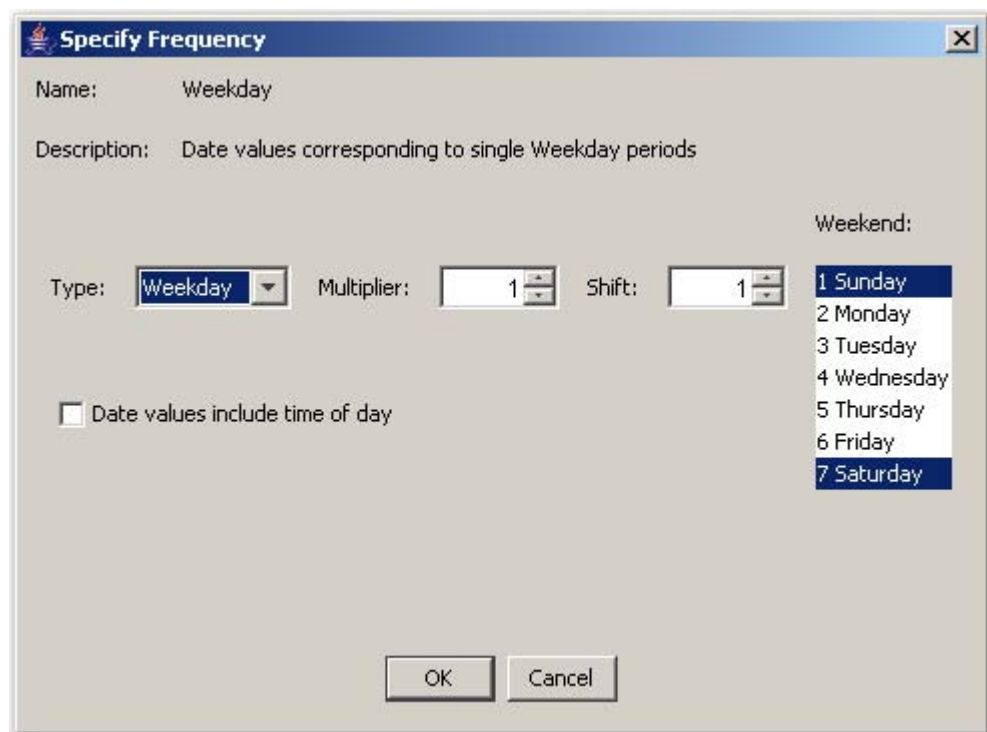 Specify Frequency
Name: Weekday
Description: Date values corresponding to single Weekday periods
Weekend:
Type: Weekday Multiplier: 1 Shift: 1
1 Sunday
2 Monday
3 Tuesday
4 Wednesday
5 Thursday
6 Friday
7 Saturday
Date values include time of day
OK Cancel